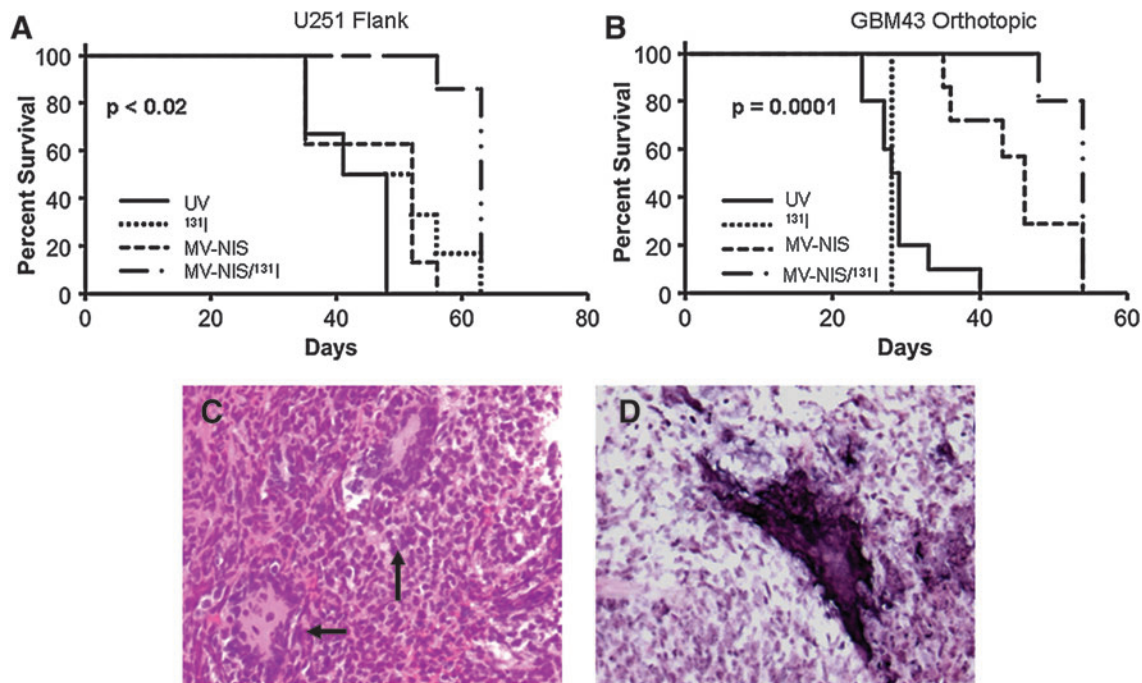 A
U251 Flank
Percent Survival
100
80
60
40
20
0
p < 0.02
UV
¹³¹I
MV-NIS
MV-NIS/¹³¹I
0 20 40 60 80
Days
B
GBM43 Orthotopic
Percent Survival
100
80
60
40
20
0
p = 0.0001
UV
¹³¹I
MV-NIS
MV-NIS/¹³¹I
0 20 40 60
Days
C
D